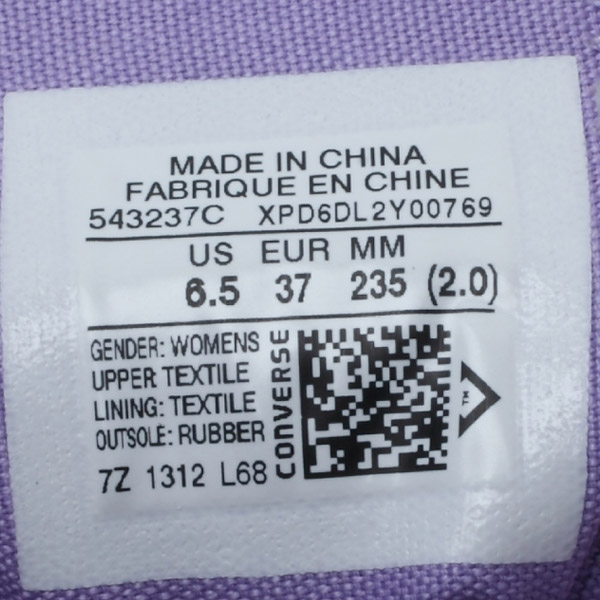 MADE IN CHINA
FABRIQUE EN CHINE
543237C XPD6DL2Y00769
US EUR MM
6.5 37 235 (2.0)
GENDER: WOMENS
UPPER TEXTILE
LINING: TEXTILE
OUTSOLE: RUBBER
7Z 1312 L68
CONVERSE
TM